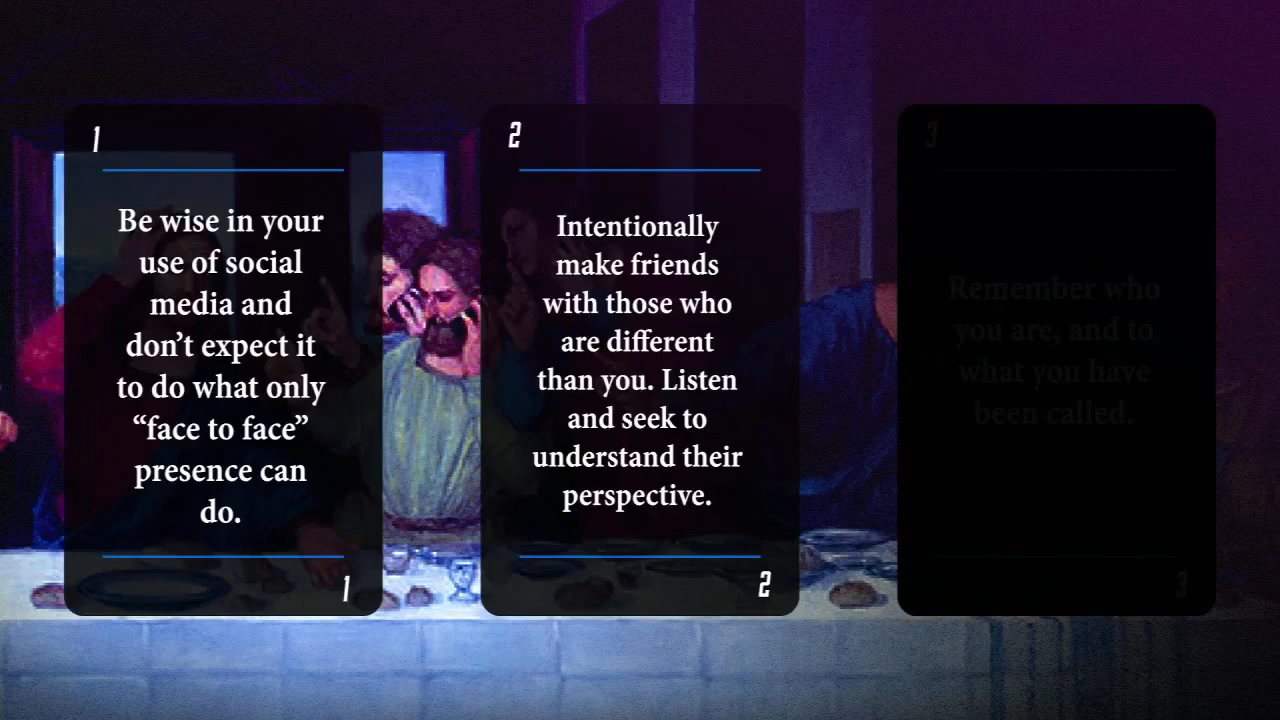 1
Be wise in your
use of social
media and
don’t expect it
to do what only
“face to face”
presence can
do.
1
2
Intentionally
make friends
with those who
are different
than you. Listen
and seek to
understand their
perspective.
2
3
Remember who
you are, and to
what you have
been called.
3